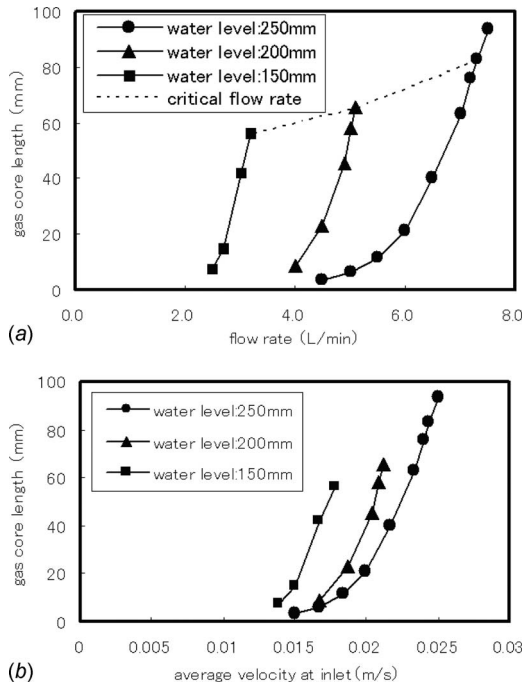 100
80
60
40
20
0
gas core length (mm)
water level:250mm
water level:200mm
water level:150mm
critical flow rate
0.0 2.0 4.0 6.0 8.0
(a) flow rate (L/min)
100
80
60
40
20
0
gas core length (mm)
water level:250mm
water level:200mm
water level:150mm
0 0.005 0.01 0.015 0.02 0.025 0.03
(b) average velocity at inlet(m/s)